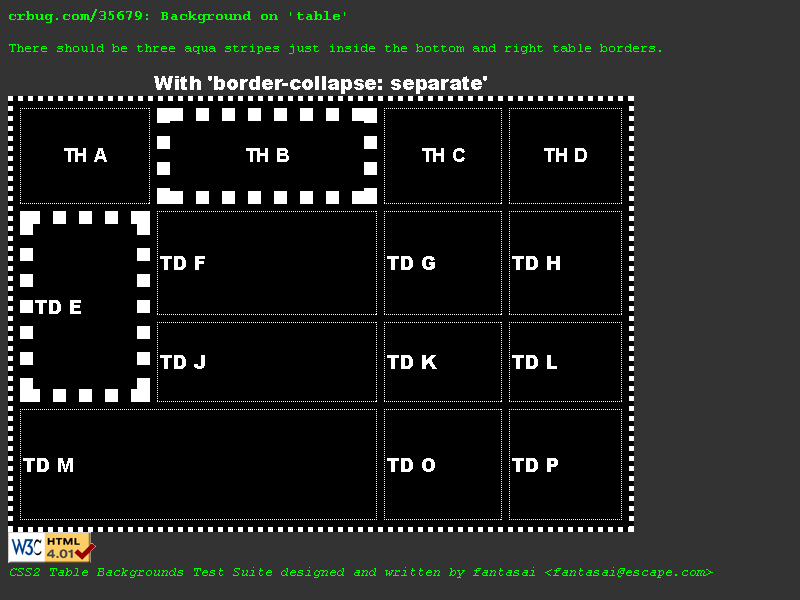 crbug.com/35679: Background on 'table'
There should be three aqua stripes just inside the bottom and right table borders.
With 'border-collapse: separate'
TH A TH B TH C TH D
TD E TD F TD G TD H
TD J TD K TD L
TD M TD O TD P
W3C HTML 4.01
CSS2 Table Backgrounds Test Suite designed and written by fantasai <fantasai@escape.com>